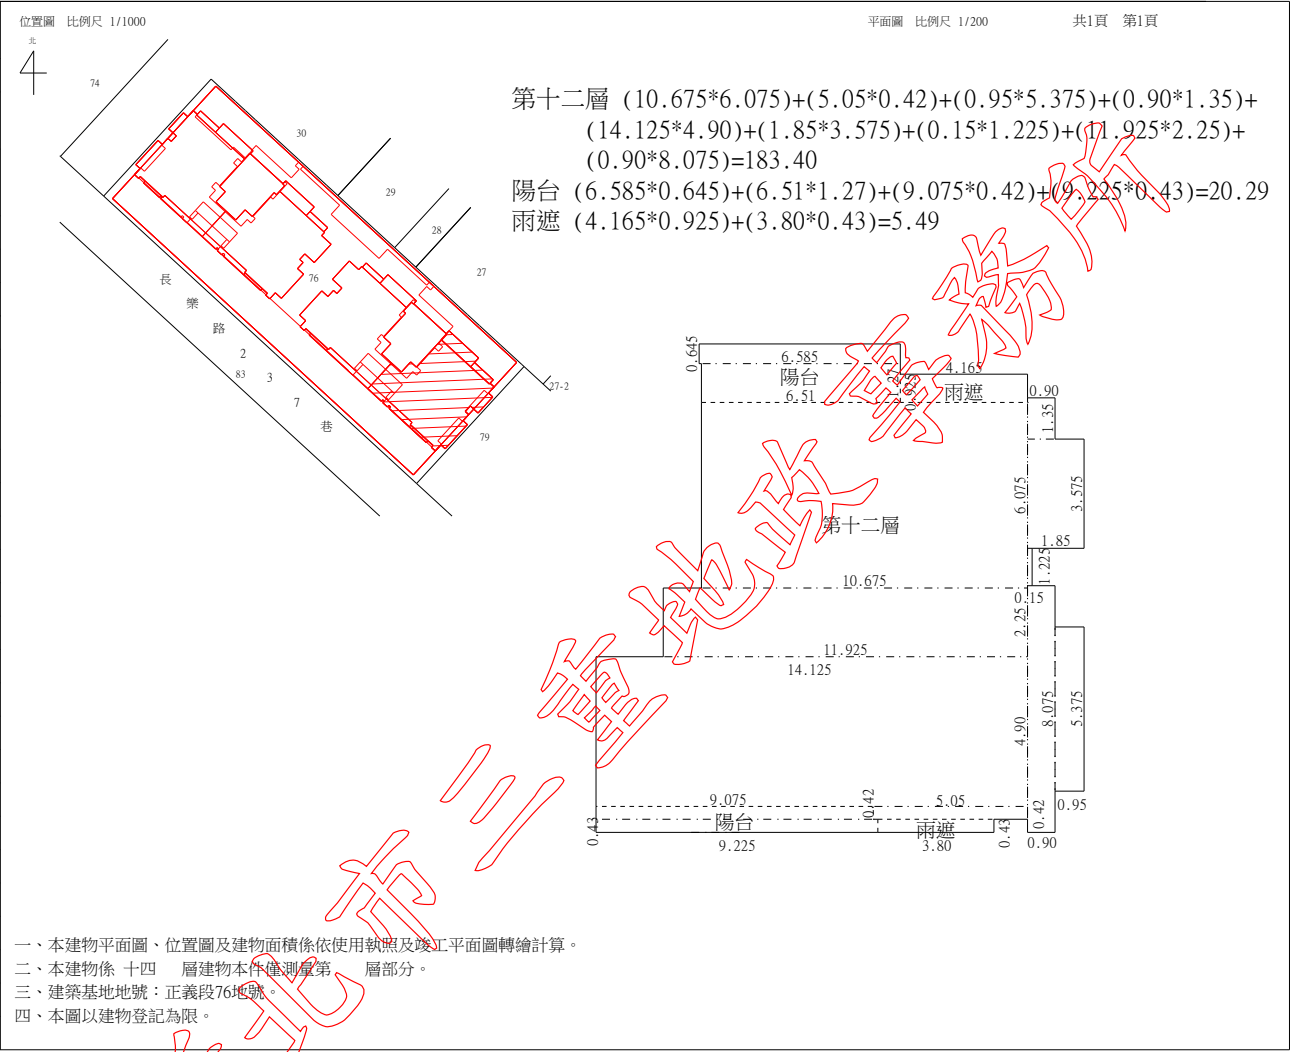 位置圖 比例尺 1/1000
平面圖 比例尺 1/200
共1頁 第1頁
北
74
30
29
28
27
27-2
76
79
長
樂
路
2
3
7
巷
83
第十二層 (10.675*6.075)+(5.05*0.42)+(0.95*5.375)+(0.90*1.35)+
(14.125*4.90)+(1.85*3.575)+(0.15*1.225)+(11.925*2.25)+
(0.90*8.075)=183.40
陽台 (6.585*0.645)+(6.51*1.27)+(9.075*0.42)+(9.225*0.43)=20.29
雨遮 (4.165*0.925)+(3.80*0.43)=5.49
0.645
6.585
陽台
6.51
4.165
雨遮
0.90
1.35
6.075
3.575
第十二層
1.85
1.225
10.675
0.15
2.25
11.925
14.125
4.90
8.075
5.375
9.075
0.42
5.05
0.42
0.95
0.43
陽台
雨遮
0.43
9.225
3.80
0.90
一、本建物平面圖、位置圖及建物面積係依使用執照及竣工平面圖轉繪計算。
二、本建物係 十四 層建物本件僅測量第 層部分。
三、建築基地地號：正義段76地號。
四、本圖以建物登記為限。
北市三重地政事務所